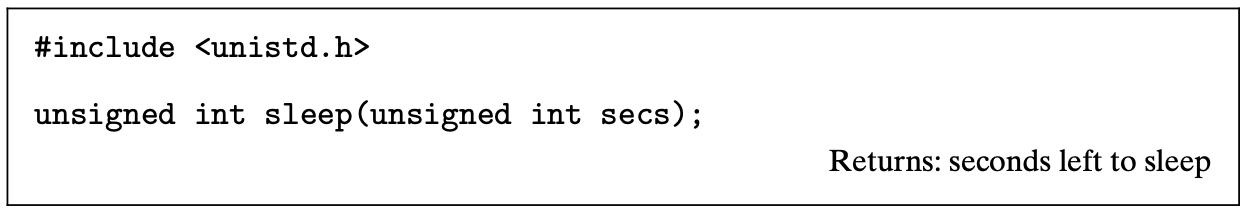 #include <unistd.h>
unsigned int sleep(unsigned int secs);
Returns: seconds left to sleep